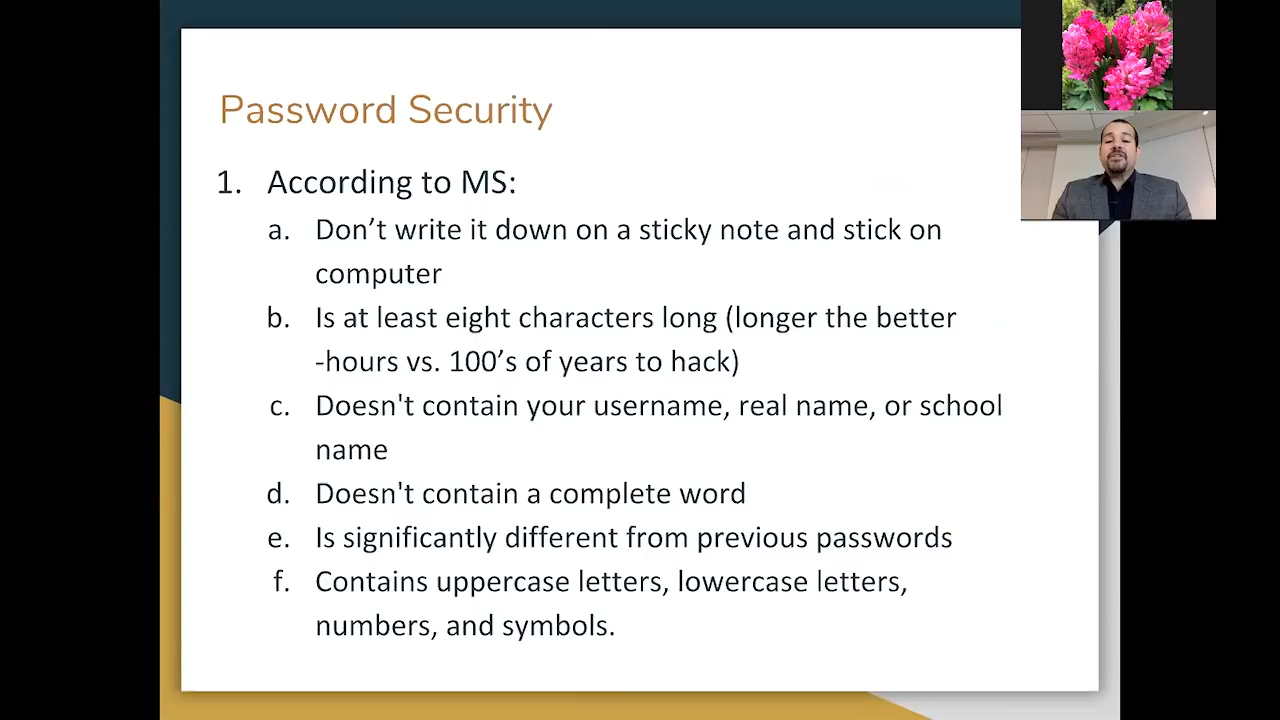 Password Security
1. According to MS:
a. Don’t write it down on a sticky note and stick on
computer
b. Is at least eight characters long (longer the better
-hours vs. 100’s of years to hack)
c. Doesn't contain your username, real name, or school
name
d. Doesn't contain a complete word
e. Is significantly different from previous passwords
f. Contains uppercase letters, lowercase letters,
numbers, and symbols.